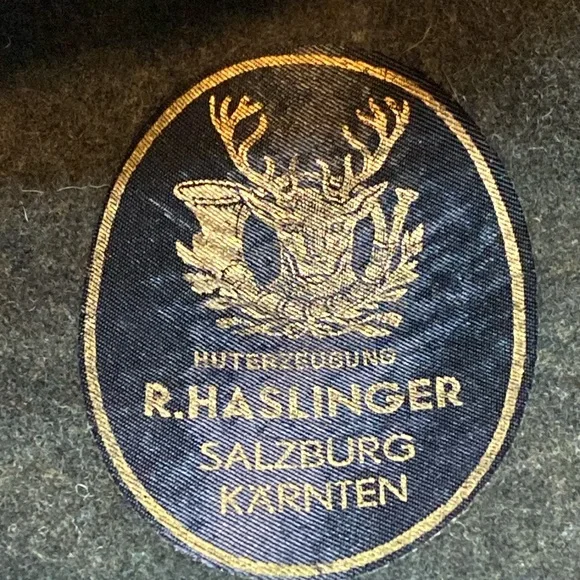 HUTERZEUGUNG
R.HASLINGER
SALZBURG
KÄRNTEN